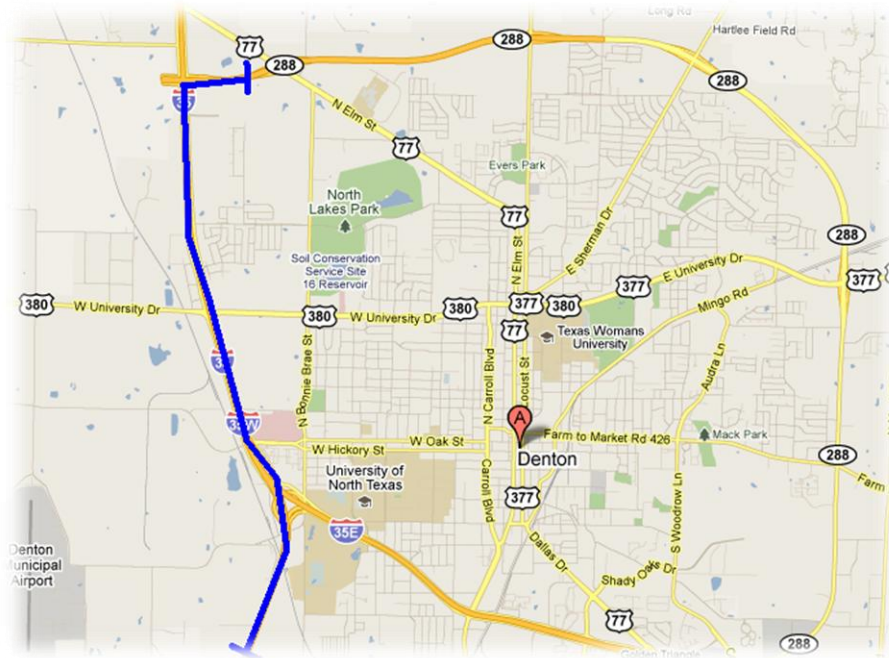 Long Rd
Hartlee Field Rd
77
288
288
288
35
N Elm St
77
Evers Park
North
Lakes Park
77
288
N Elm St
E Sherman Dr
Soil Conservation
Service Site
16 Reservoir
E University Dr
377
377
380
W University Dr
380
W University Dr
380
377
380
Mingo Rd
77
Texas Womans
University
N Bonnie Brae St
N Carroll Blvd
Locust St
Audra Ln
35
35W
A
W Oak St
Farm to Market Rd 426
Mack Park
W Hickory St
Denton
288
Farm
University of
North Texas
Carroll Blvd
377
S Woodrow Ln
35E
Dallas Dr
Denton
Municipal
Airport
Shady Oaks Dr
77
288
Golden Triangle